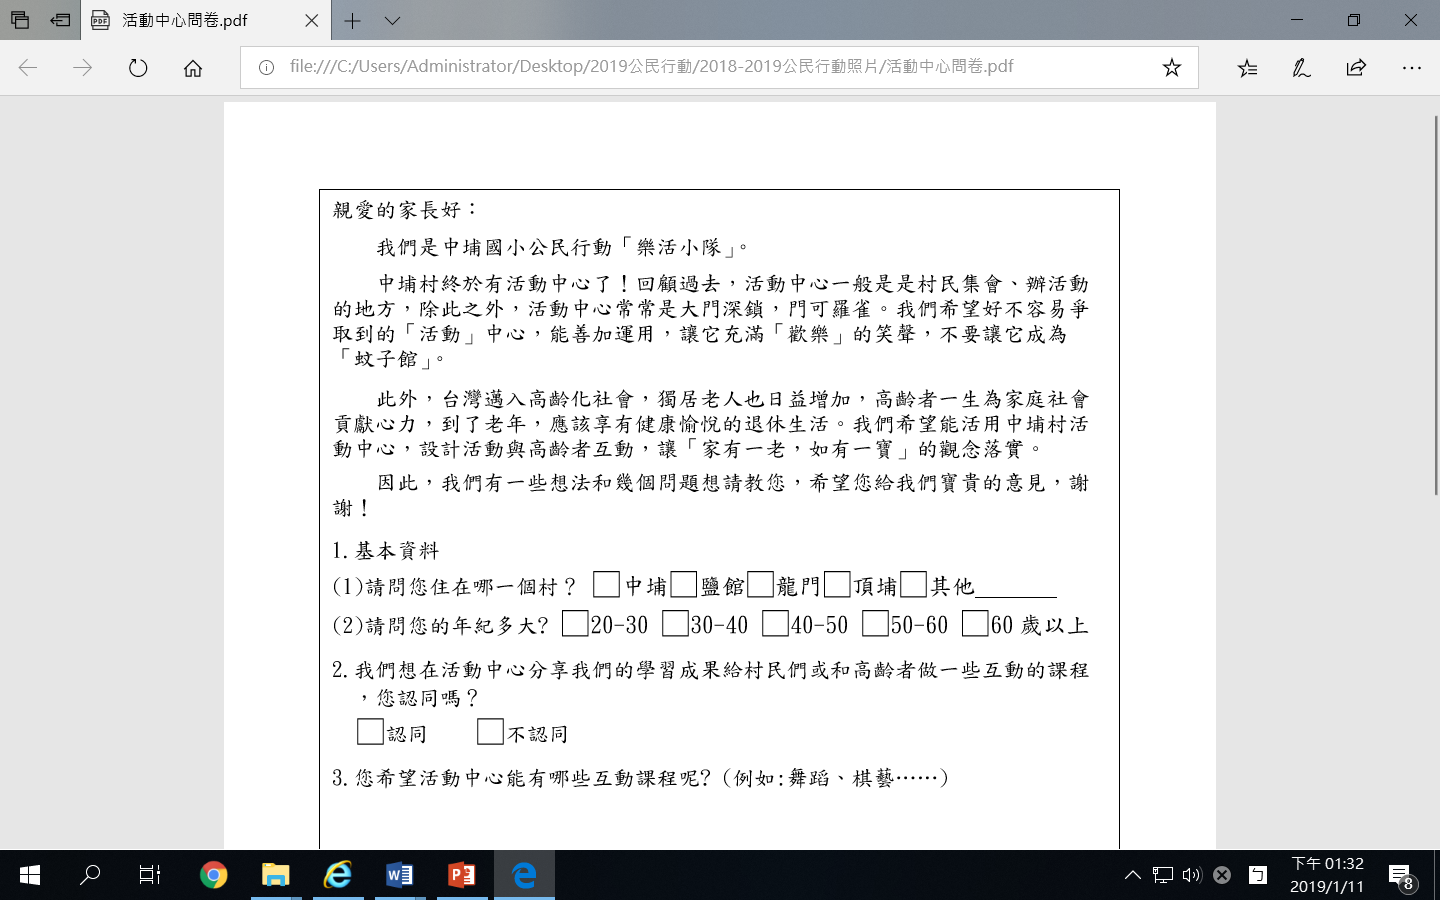 活動中心問卷.pdf
file:///C:/Users/Administrator/Desktop/2019公民行動/2018-2019公民行動照片/活動中心問卷.pdf
親愛的家長好：
我們是中埔國小公民行動「樂活小隊」。
中埔村終於有活動中心了！回顧過去，活動中心一般是是村民集會、辦活動
的地方，除此之外，活動中心常常是大門深鎖，門可羅雀。我們希望好不容易爭
取到的「活動」中心，能善加運用，讓它充滿「歡樂」的笑聲，不要讓它成為
「蚊子館」。
此外，台灣邁入高齡化社會，獨居老人也日益增加，高齡者一生為家庭社會
貢獻心力，到了老年，應該享有健康愉悅的退休生活。我們希望能活用中埔村活
動中心，設計活動與高齡者互動，讓「家有一老，如有一寶」的觀念落實。
因此，我們有一些想法和幾個問題想請教您，希望您給我們寶貴的意見，謝
謝！
1.基本資料
(1)請問您住在哪一個村？ □中埔□鹽館□龍門□頂埔□其他______
(2)請問您的年紀多大? □20-30 □30-40 □40-50 □50-60 □60 歲以上
2.我們想在活動中心分享我們的學習成果給村民們或和高齡者做一些互動的課程
，您認同嗎？
□認同 □不認同
3.您希望活動中心能有哪些互動課程呢?（例如:舞蹈、棋藝……）
ㄅ
下午 01:32
2019/1/11
8